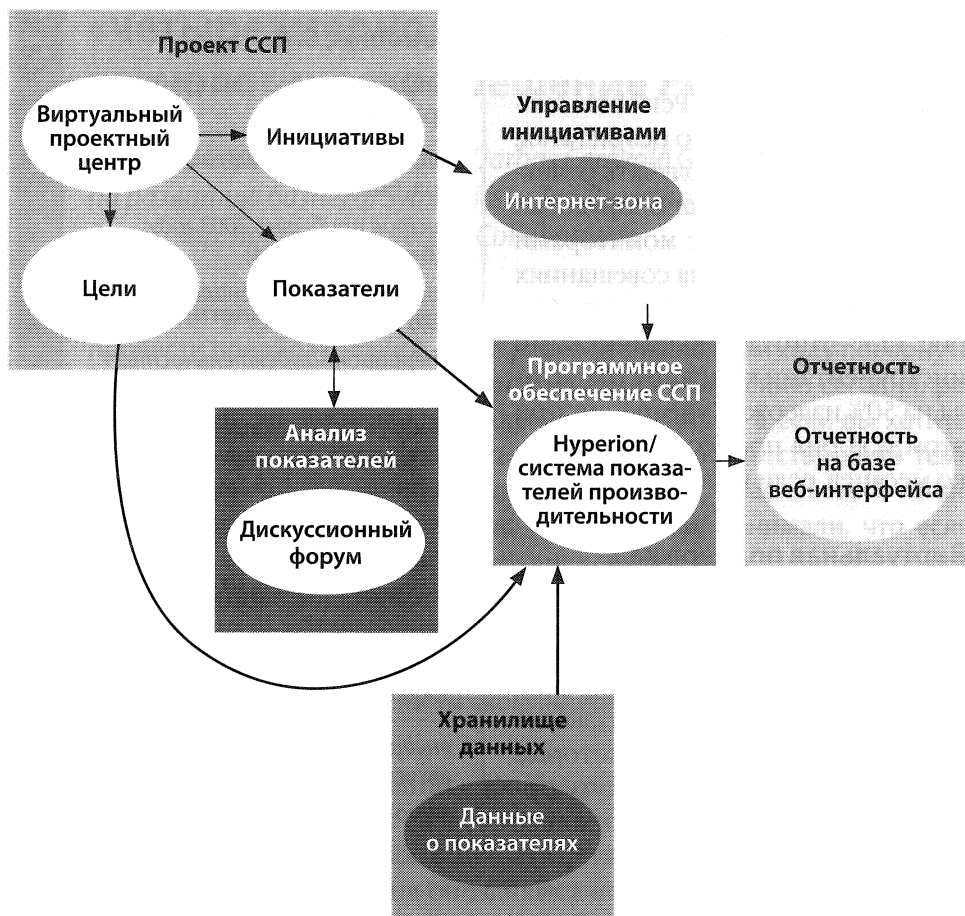 Проект ССП
Виртуальный
проектный
центр
Инициативы
Цели
Показатели
Управление
инициативами
Интернет-зона
Анализ
показателей
Дискуссионный
форум
Программное
обеспечение ССП
Hyperion/
система показа-
телей произво-
дительности
Отчетность
Отчетность
на базе
веб-интерфейса
Хранилище
данных
Данные
о показателях